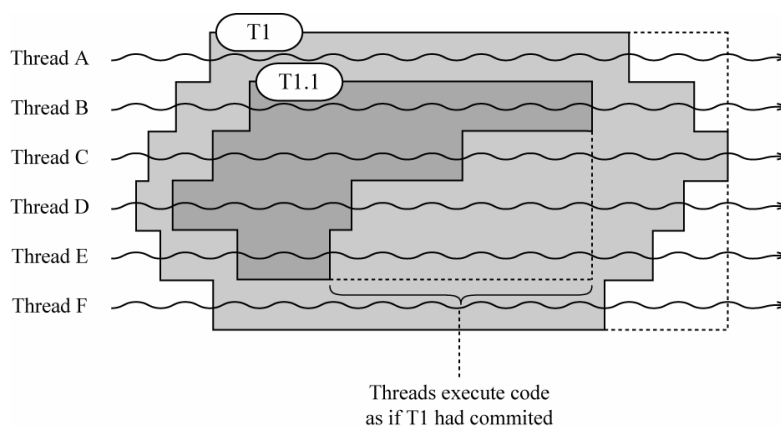 T1
Thread A
T1.1
Thread B
Thread C
Thread D
Thread E
Thread F
Threads execute code
as if T1 had commited